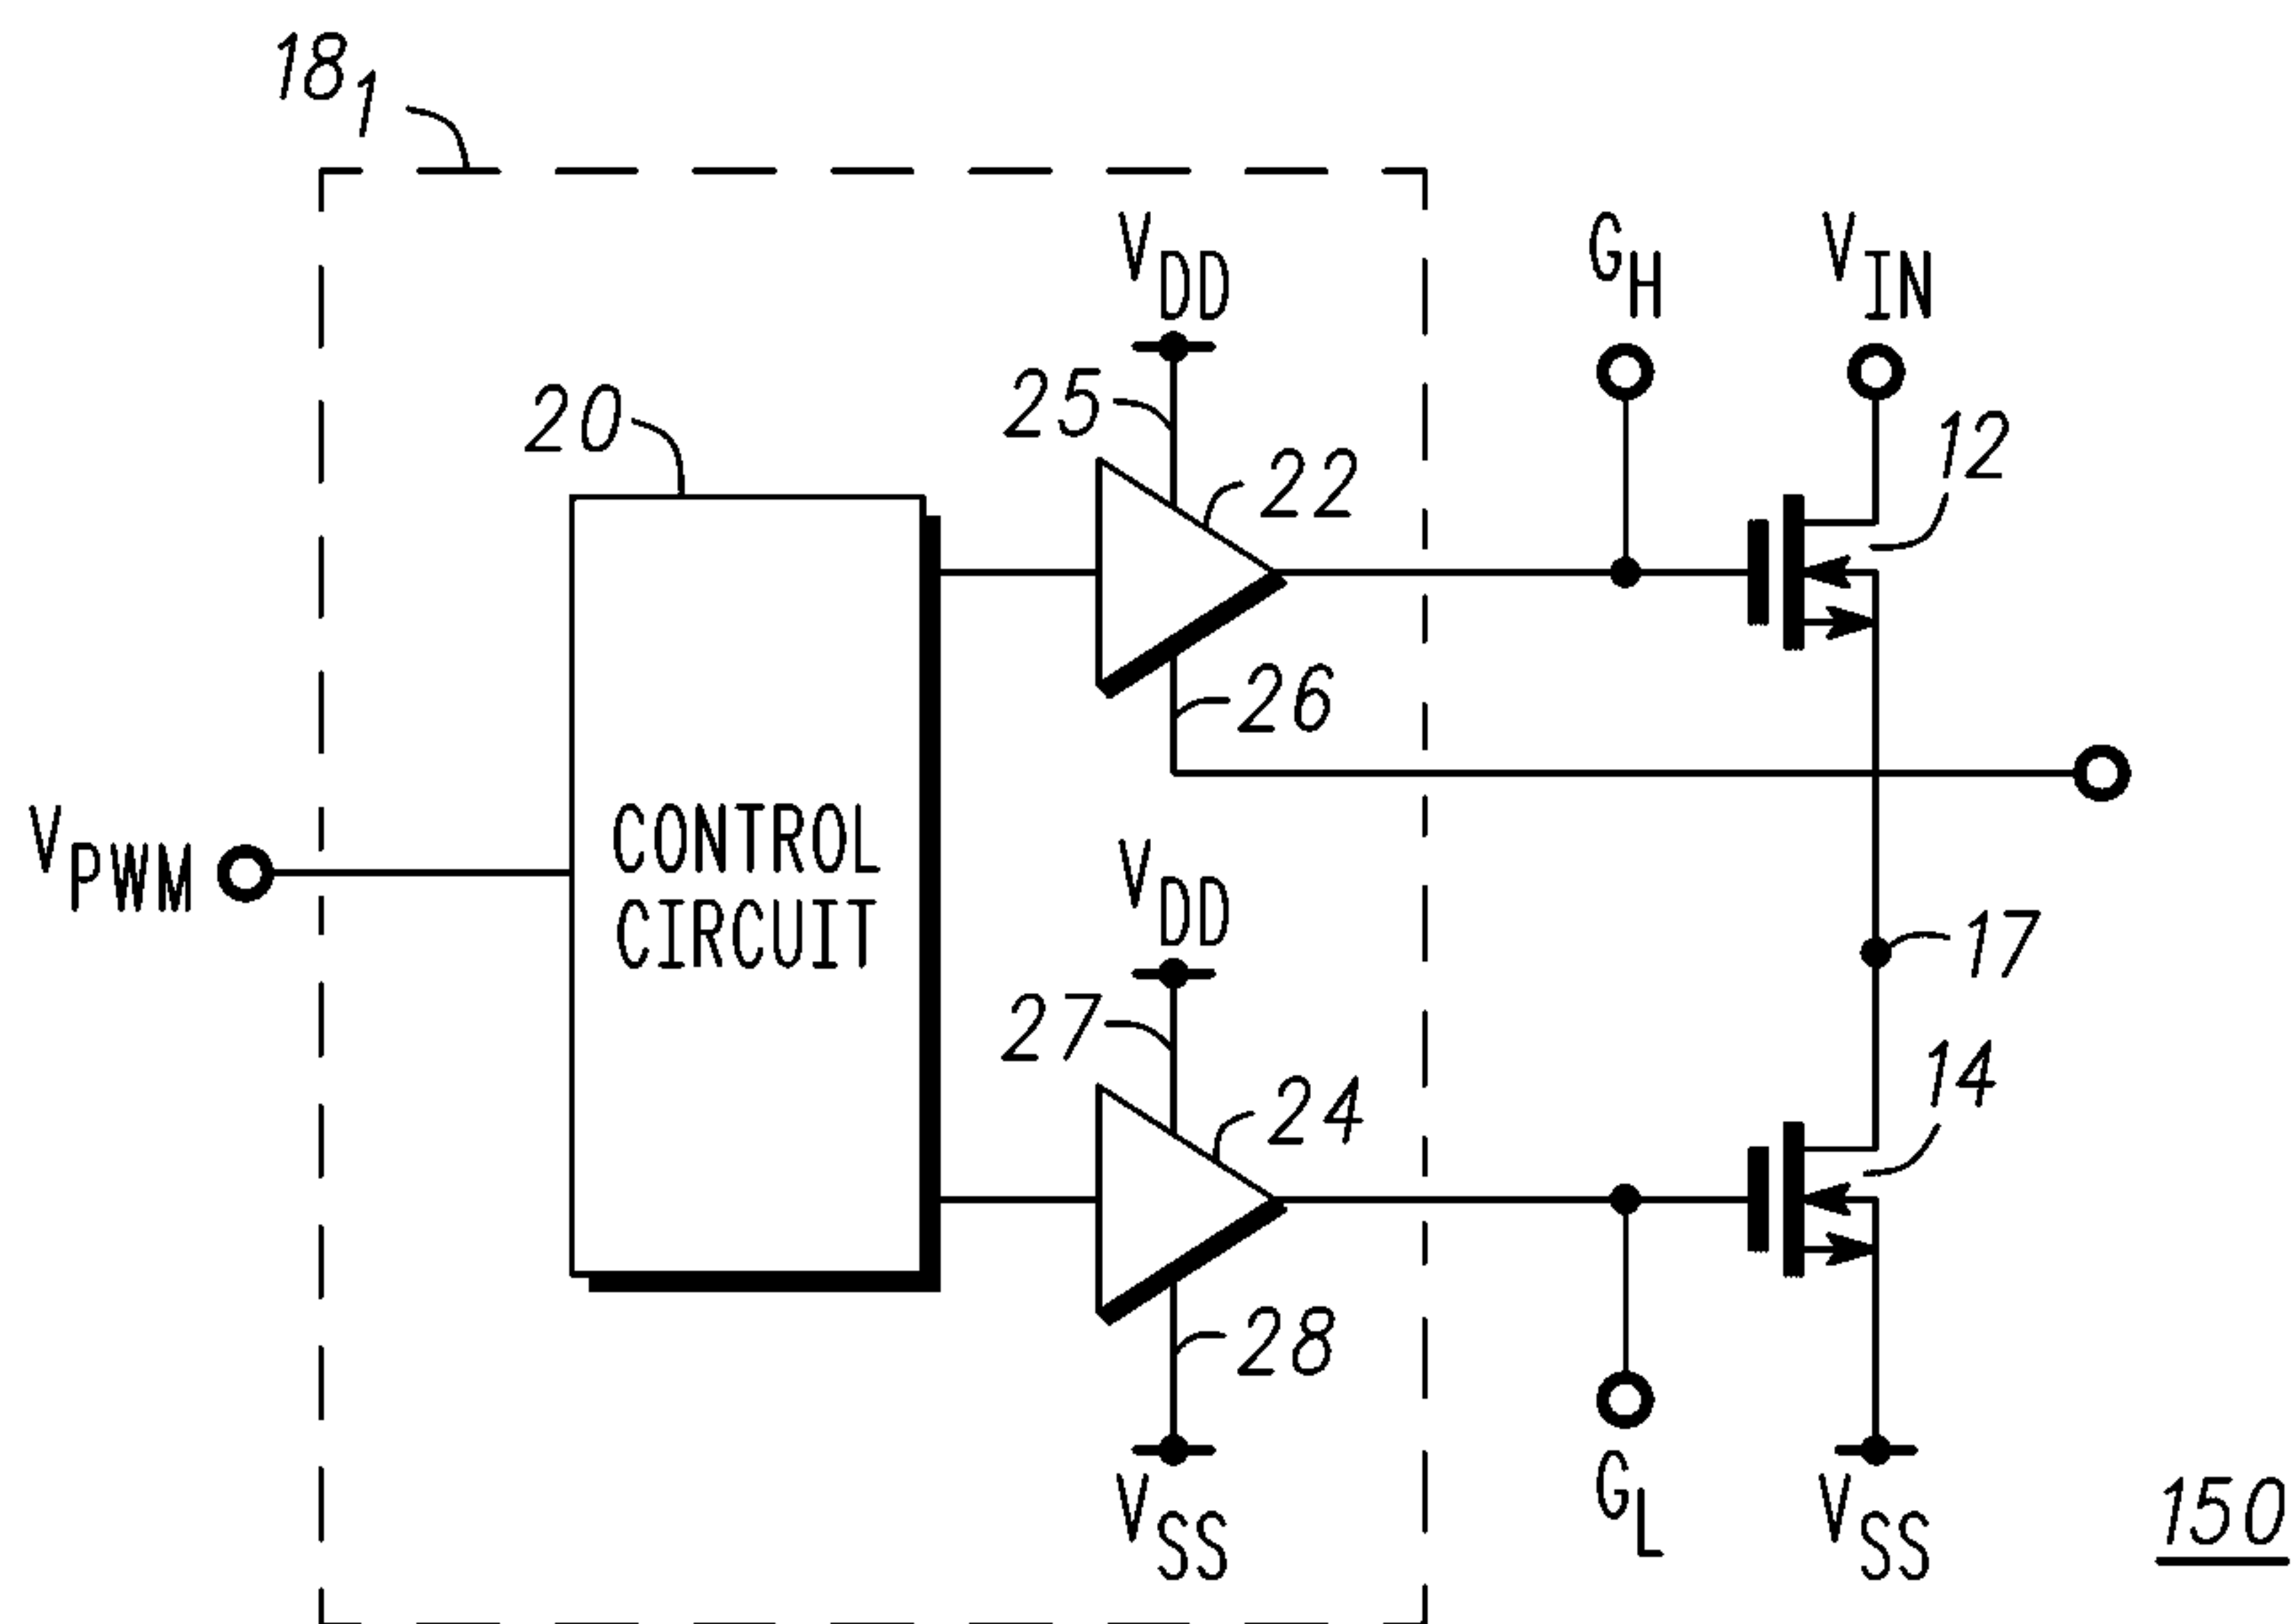 18₁
V_DD
G_H
V_IN
25
12
20
22
26
V_PWM
CONTROL
CIRCUIT
V_DD
17
27
24
14
28
V_SS
G_L
V_SS
150